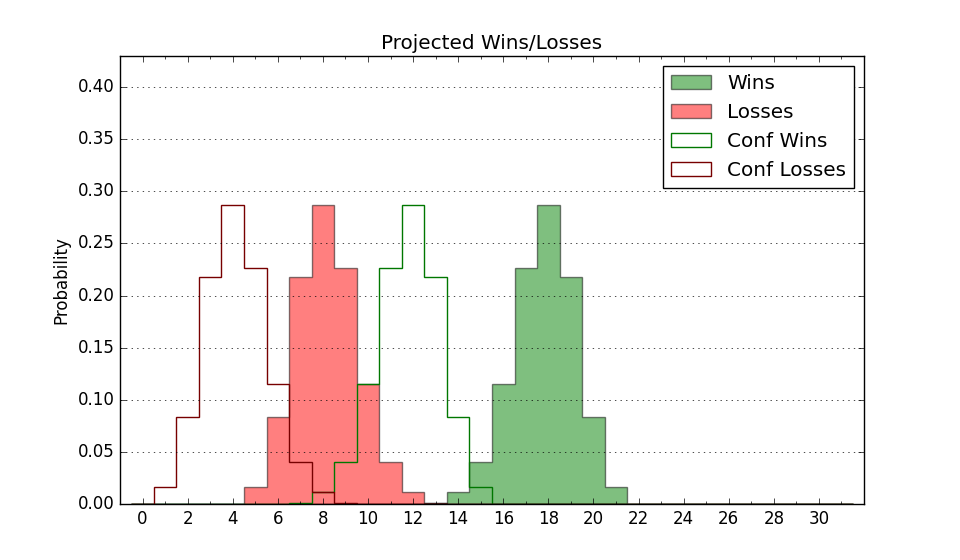 Projected Wins/Losses
Wins
Losses
Conf Wins
Conf Losses
Probability
0.40
0.35
0.30
0.25
0.20
0.15
0.10
0.05
0.00
0 2 4 6 8 10 12 14 16 18 20 22 24 26 28 30